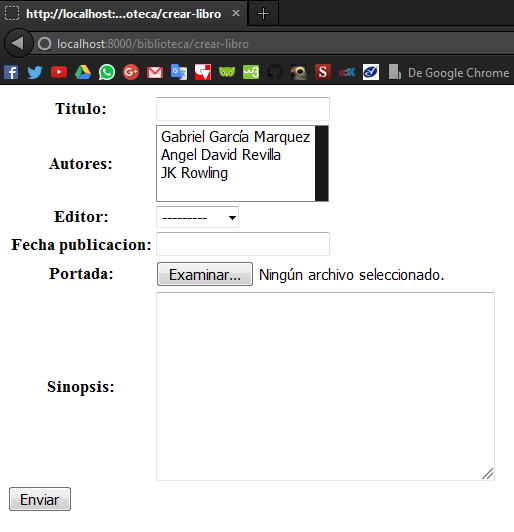 http://localhost:...oteca/crear-libro
localhost:8000/biblioteca/crear-libro
De Google Chrome
Titulo:
Gabriel García Marquez
Angel David Revilla
JK Rowling
Autores:
Editor: ---------
Fecha publicacion:
Portada: Examinar... Ningún archivo seleccionado.
Sinopsis:
Enviar